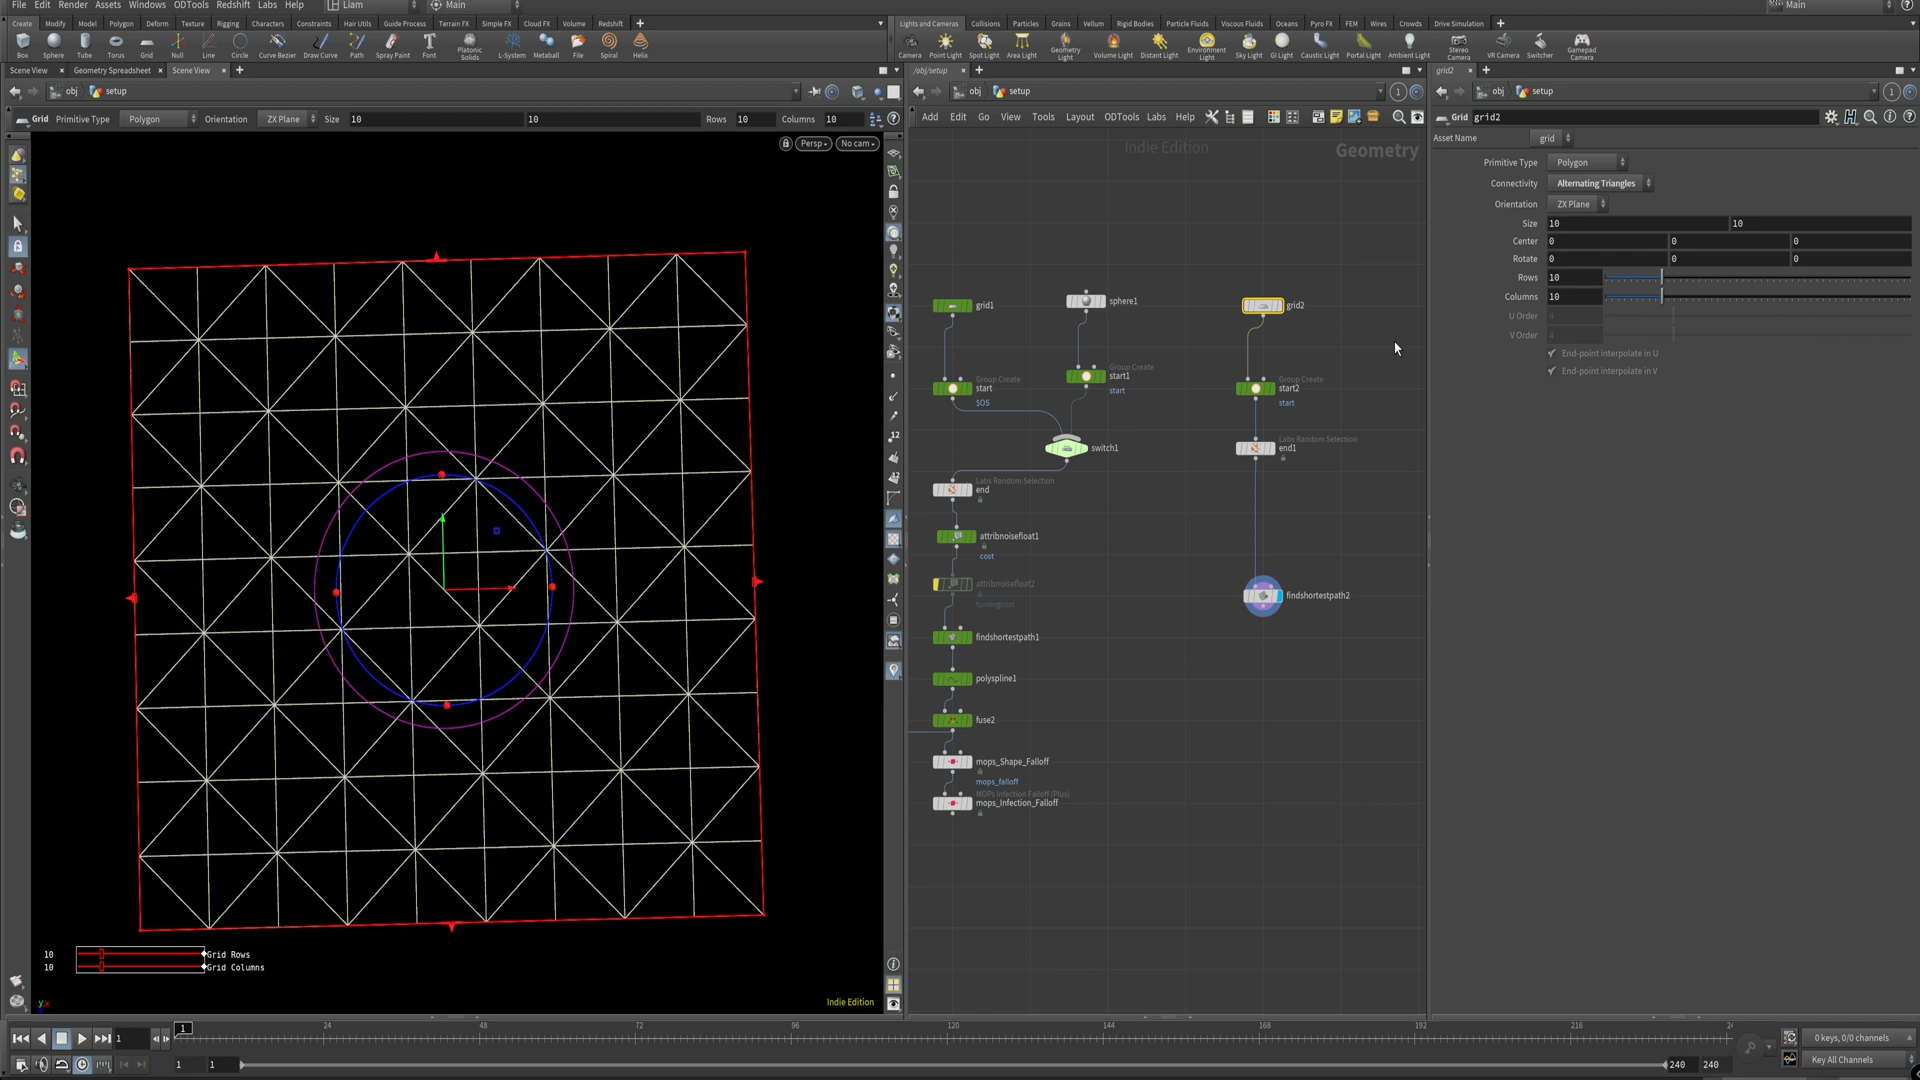 File Edit Render Assets Windows ODTools Redshift Labs Help Liam Main Main
Create Modify Model Polygon Deform Texture Rigging Characters Constraints Hair Utils Guide Process Terrain FX Simple FX Cloud FX Volume Redshift
Lights and Cameras Collisions Particles Grains Vellum Rigid Bodies Particle Fluids Viscous Fluids Oceans Pyro FX FEM Wires Crowds Drive Simulation
Box Sphere Tube Torus Grid Null Line Circle Curve Bezier Draw Curve Path Spray Paint Font Platonic Solids L-System Metaball File Spiral Helix
Camera Point Light Spot Light Area Light Geometry Light Volume Light Distant Light Environment Light Sky Light GI Light Caustic Light Portal Light Ambient Light Stereo Camera VR Camera Switcher Gamepad Camera
Scene View Geometry Spreadsheet Scene View
/obj/setup
grid2
obj setup
obj setup
obj setup
Grid Primitive Type Polygon Orientation ZX Plane Size 10 10 Rows 10 Columns 10
Add Edit Go View Tools Layout ODTools Labs Help
Grid grid2
Asset Name grid
Persp No cam
Indie Edition
Geometry
Primitive Type Polygon
Connectivity Alternating Triangles
Orientation ZX Plane
Size 10 10
Center 0 0 0
Rotate 0 0 0
Rows 10
Columns 10
U Order 4
V Order 4
End-point interpolate in U
End-point interpolate in V
grid1
sphere1
grid2
Group Create
start
$OS
Group Create
start1
start
Group Create
start2
start
switch1
Labs Random Selection
end1
Labs Random Selection
end
attribnoisefloat1
cost
attribnoisefloat2
turningcost
findshortestpath2
findshortestpath1
polyspline1
fuse2
mops_Shape_Falloff
mops_falloff
MOPs Infection Falloff (Plus)
mops_Infection_Falloff
12
12
10 Grid Rows
10 Grid Columns
Indie Edition
1 1 24 48 72 96 120 144 168 192 216
0 keys, 0/0 channels
1 1 240 240
Key All Channels